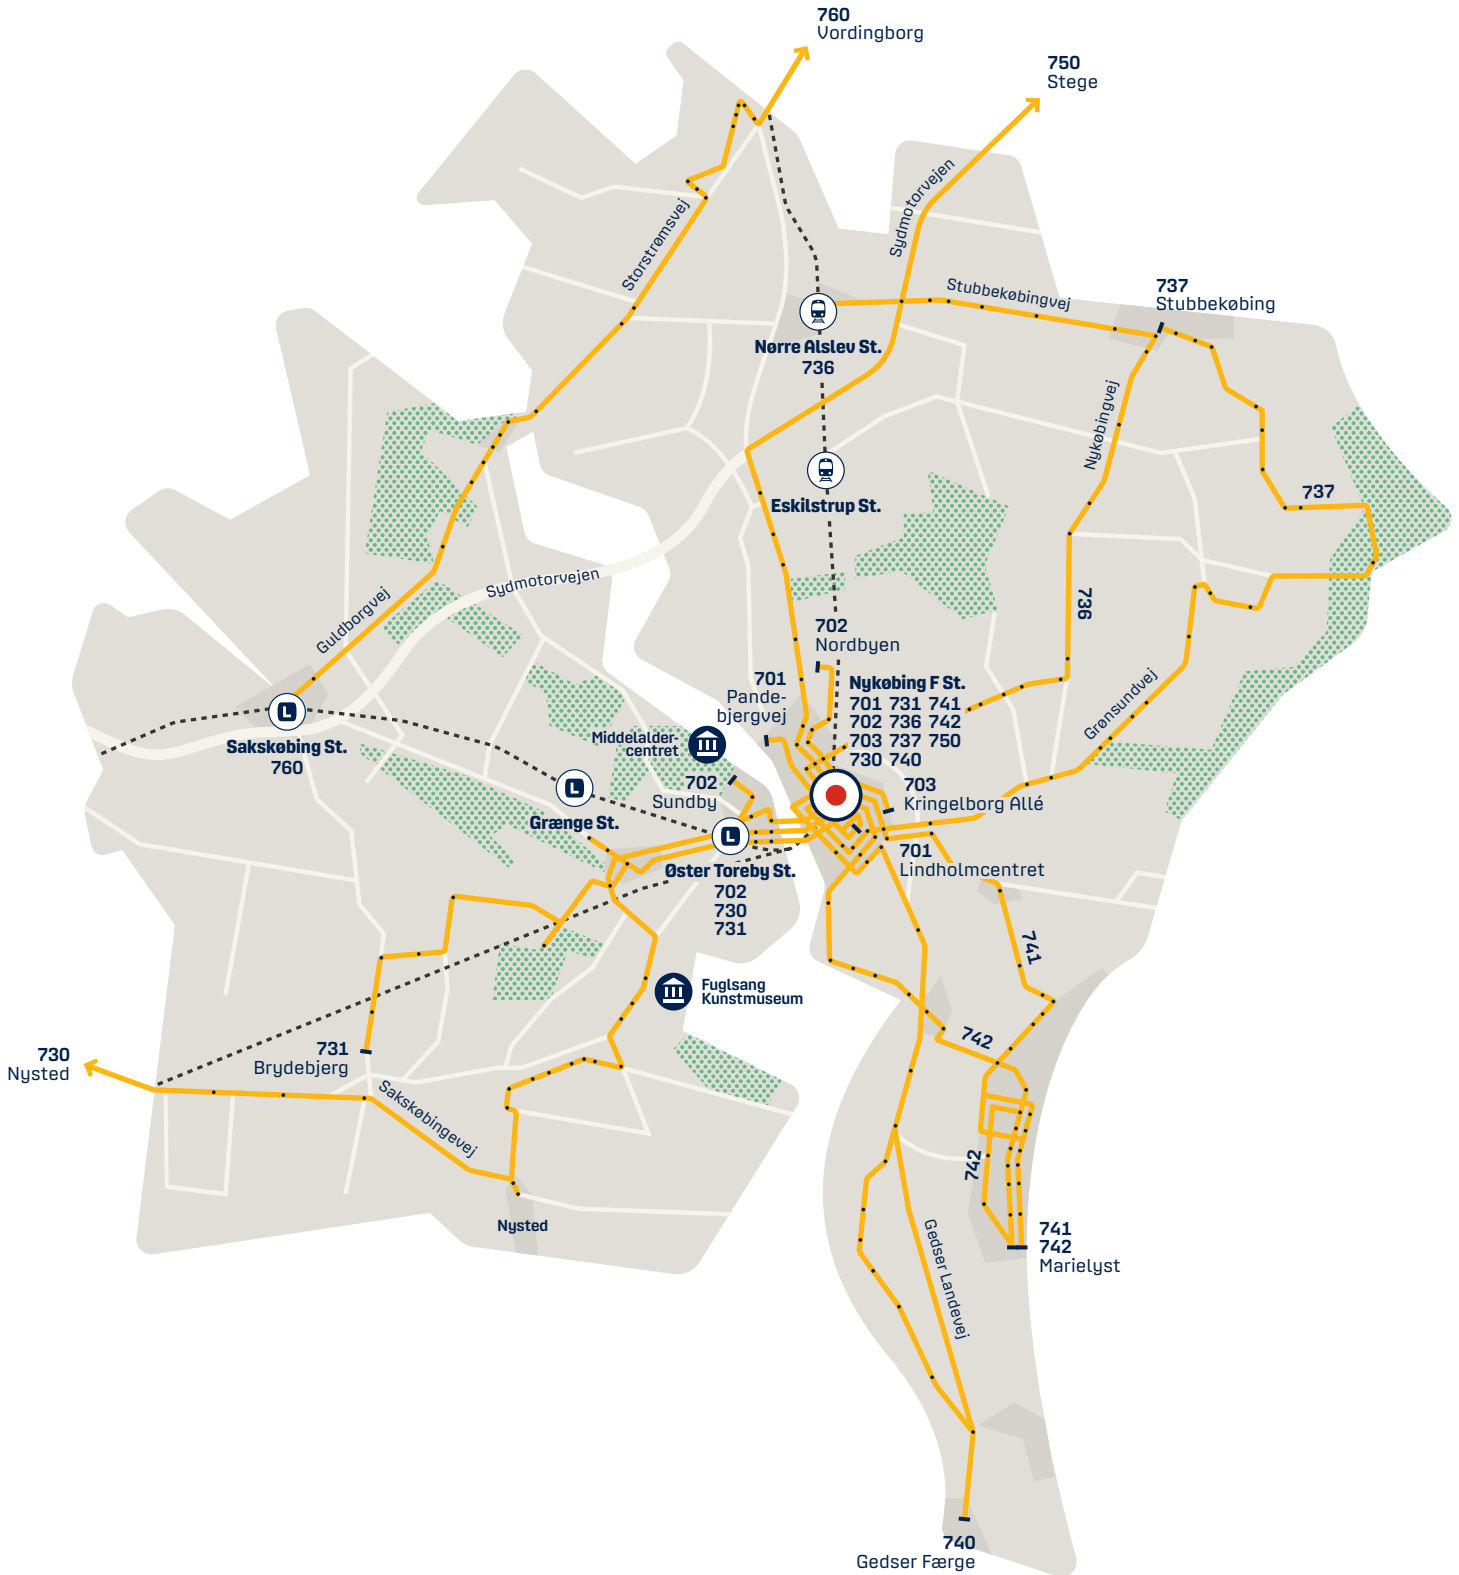 760
Vordingborg
750
Stege
Sydmotorvejen
Storstrømsvej
737
Stubbekøbing
Stubbekøbingvej
Nørre Alslev St.
736
Nykøbingvej
Eskilstrup St.
737
Sydmotorvejen
Guldborgvej
736
702
Nordbyen
701
Pande-
bjergvej
Nykøbing F St.
701 731 741
702 736 742
703 737 750
730 740
Grønsundvej
Sakskøbing St.
760
Middelalder-
centret
702
Sundby
703
Kringelborg Allé
Grænge St.
701
Lindholmcentret
Øster Toreby St.
702
730
731
741
Fuglsang
Kunstmuseum
742
730
Nysted
731
Brydebjerg
Sakskøbingevej
742
Nysted
741
742
Marielyst
Gedser Landevej
740
Gedser Færge